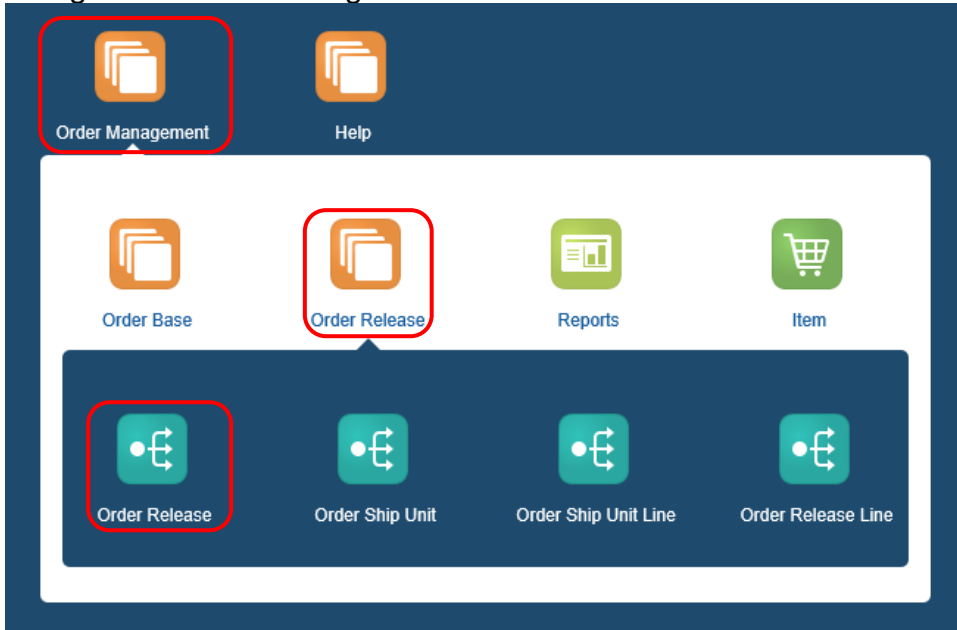 Order Management Help
Order Base Order Release Reports Item
Order Release Order Ship Unit Order Ship Unit Line Order Release Line